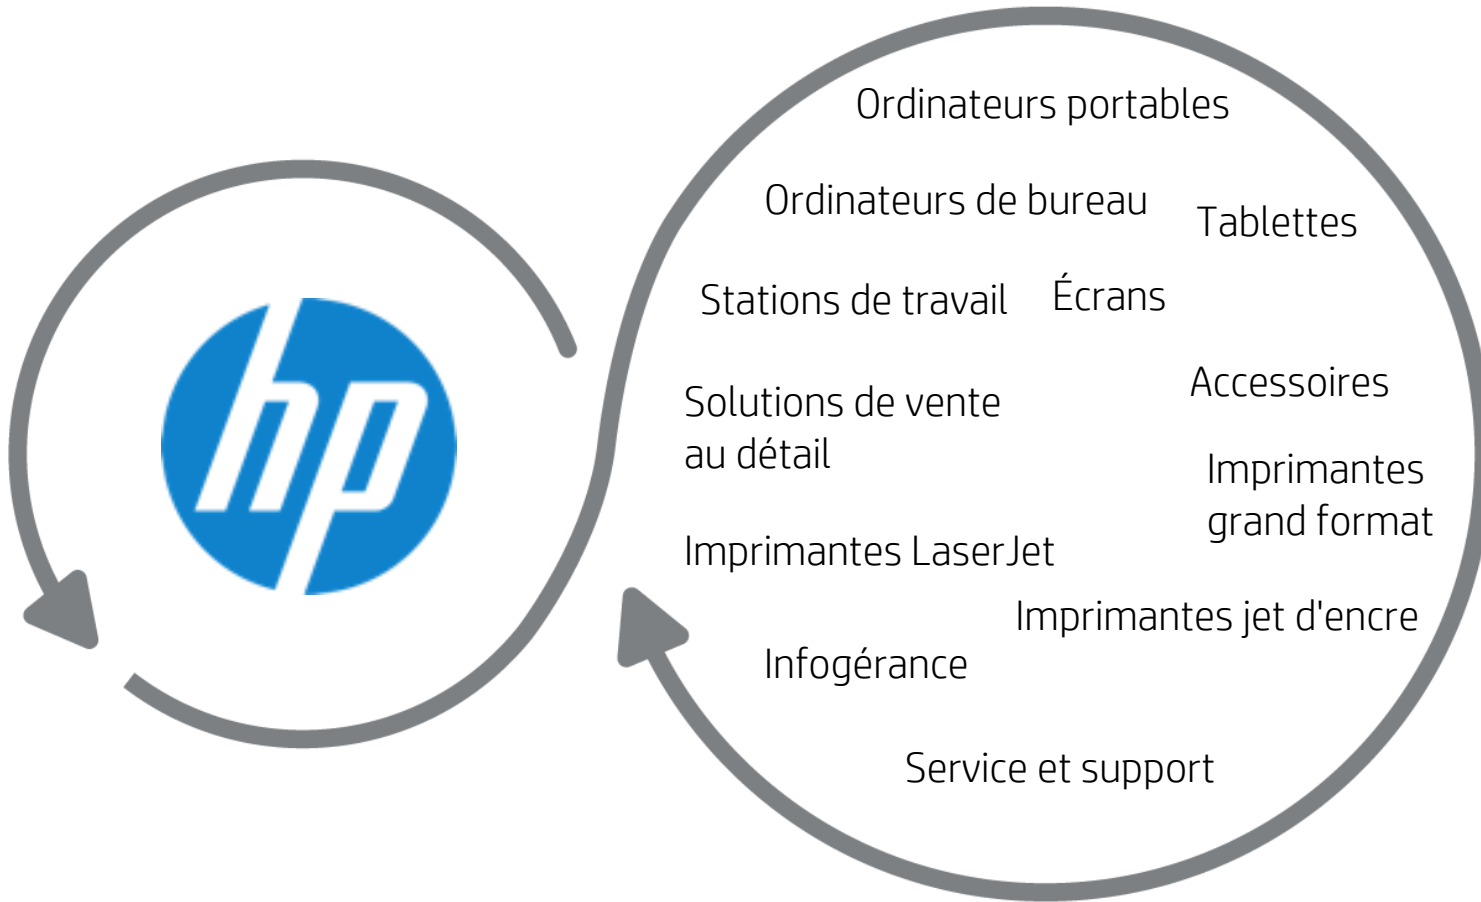 Ordinateurs portables
Ordinateurs de bureau
Tablettes
Stations de travail
Écrans
hp
Solutions de vente
au détail
Accessoires
Imprimantes
grand format
Imprimantes LaserJet
Imprimantes jet d'encre
Infogérance
Service et support